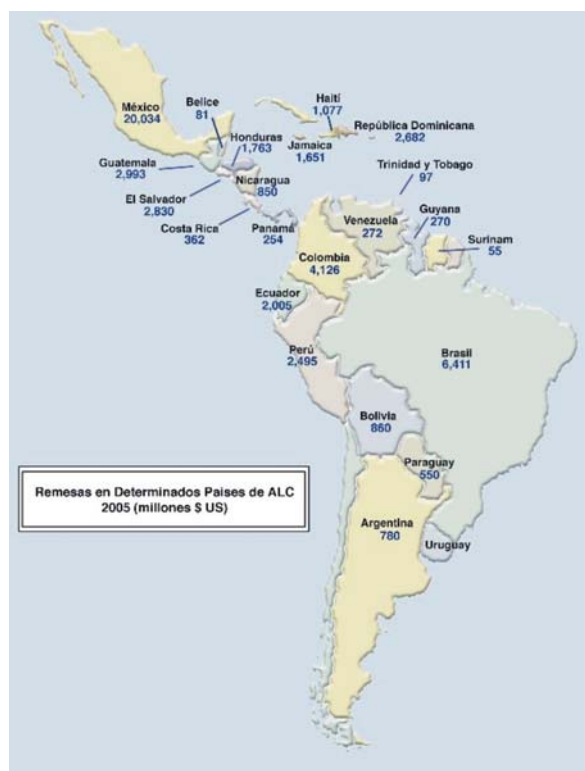 México
20,034
Belice
81
Haití
1,077
República Dominicana
2,682
Honduras
1,763
Jamaica
1,651
Guatemala
2,993
Trinidad y Tobago
97
Nicaragua
850
El Salvador
2,830
Costa Rica
362
Panamá
254
Venezuela
272
Guyana
270
Surinam
55
Colombia
4,126
Ecuador
2,005
Perú
2,495
Brasil
6,411
Bolivia
860
Paraguay
550
Remesas en Determinados Paises de ALC
2005 (millones $ US)
Argentina
780
Uruguay